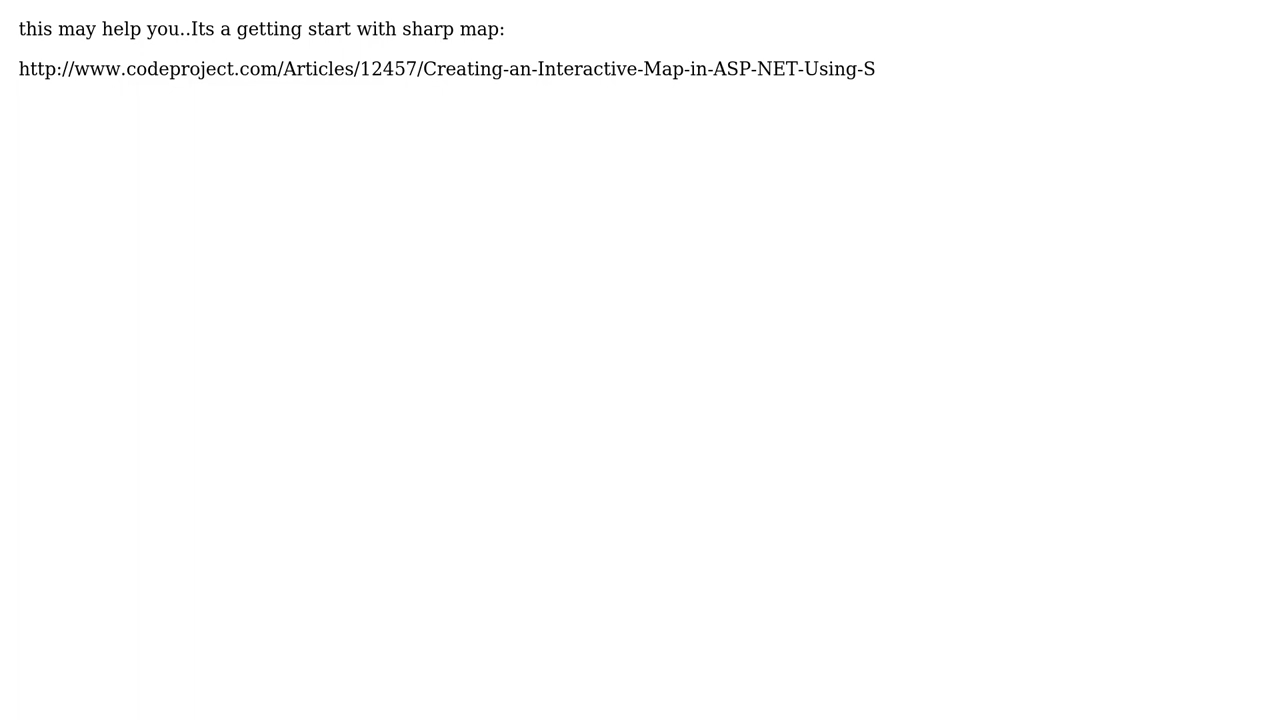 this may help you..Its a getting start with sharp map:
http://www.codeproject.com/Articles/12457/Creating-an-Interactive-Map-in-ASP-NET-Using-S